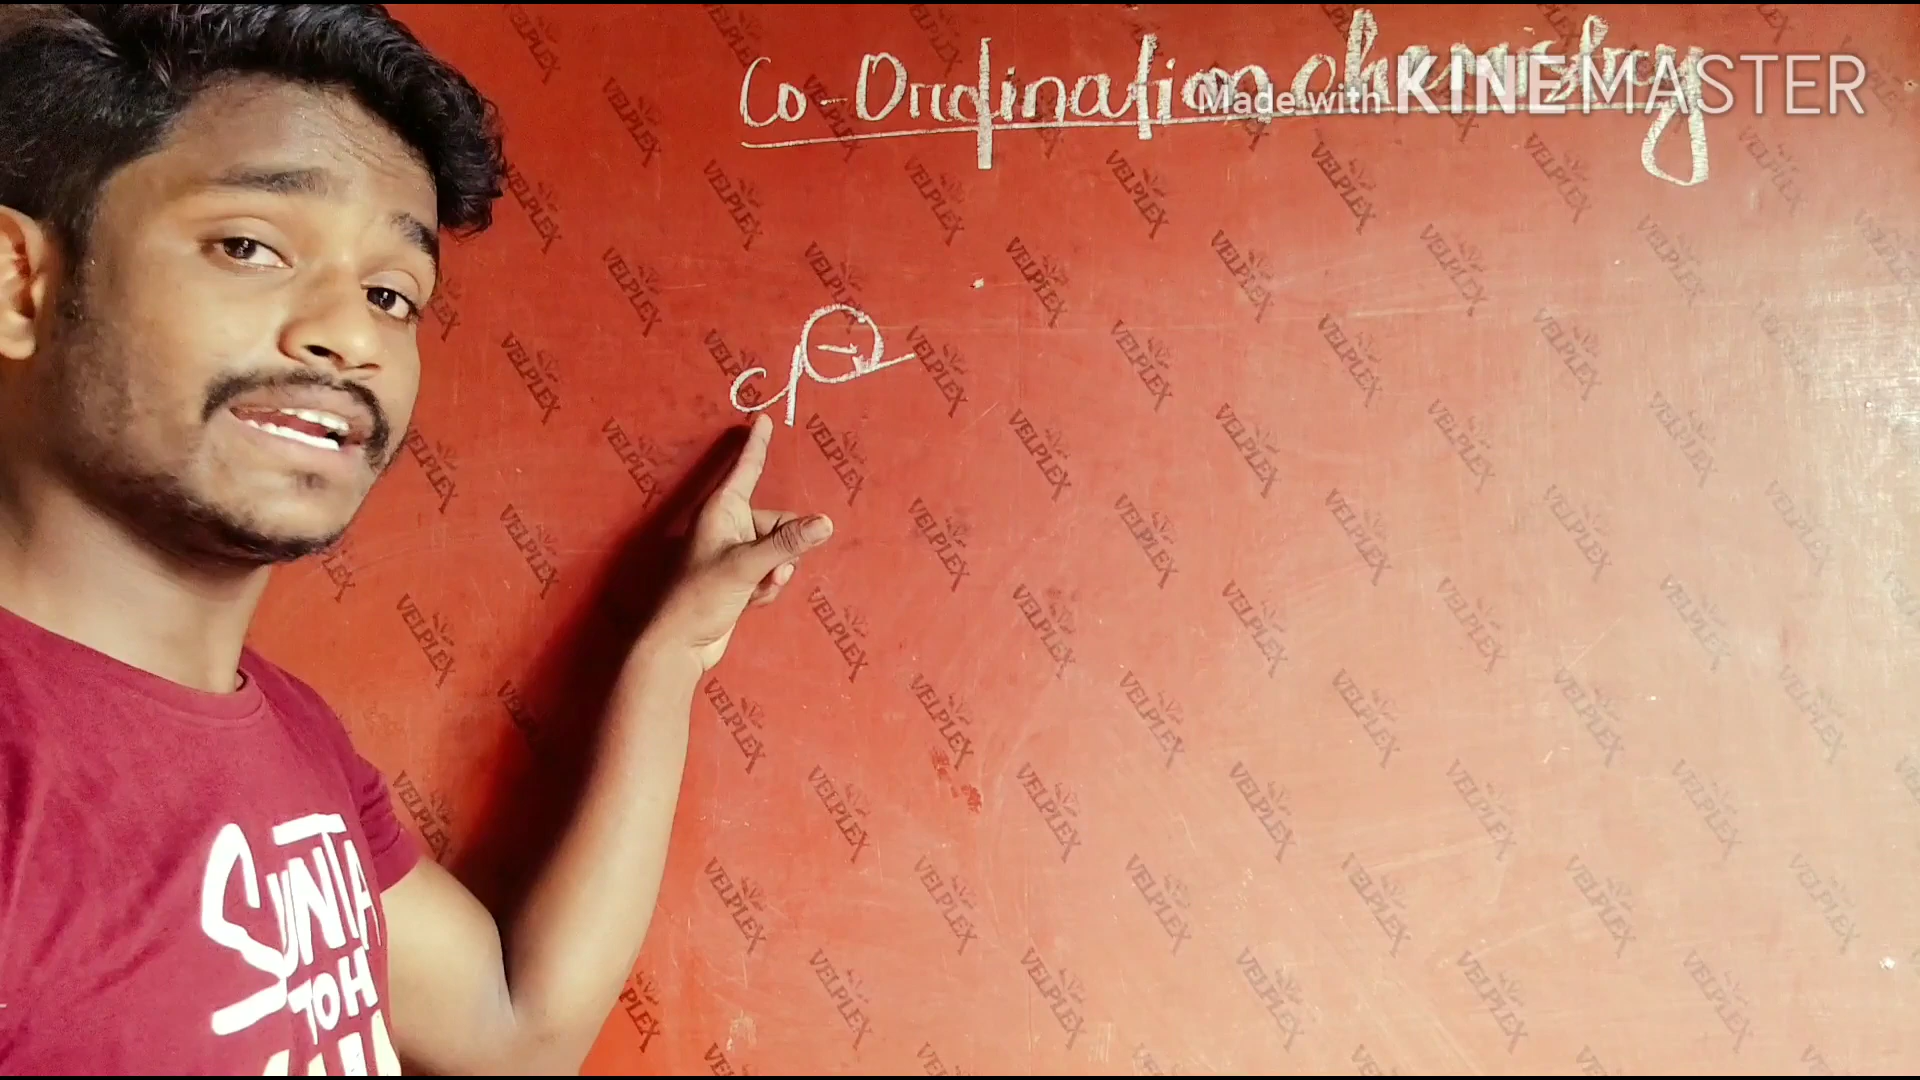 Co-Ordination chemistry
Made with KINEMASTER
Cl
SUNTA
TO H
VELPLEX